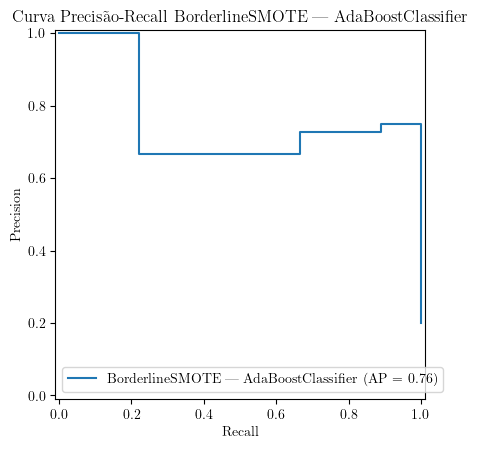 Curva Precisão-Recall BorderlineSMOTE — AdaBoostClassifier
1.0
0.8
0.6
0.4
0.2
0.0
Precision
BorderlineSMOTE — AdaBoostClassifier (AP = 0.76)
0.0 0.2 0.4 0.6 0.8 1.0
Recall